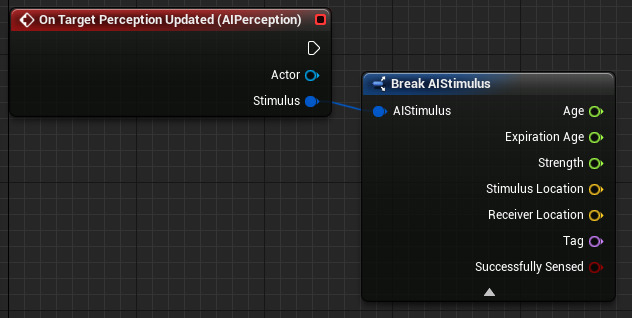 On Target Perception Updated (AIPerception)
Actor
Stimulus
Break AIStimulus
AIStimulus
Age
Expiration Age
Strength
Stimulus Location
Receiver Location
Tag
Successfully Sensed